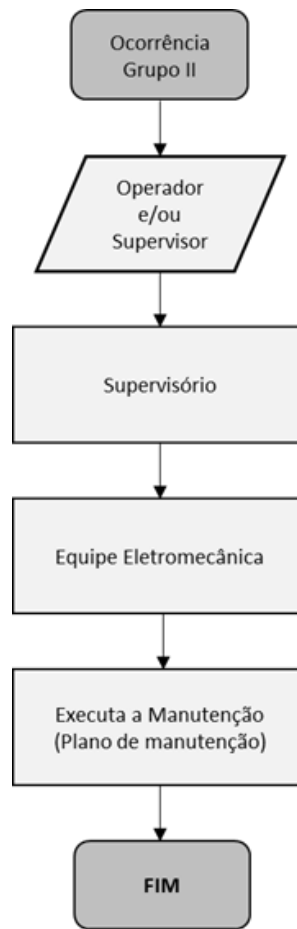 Ocorrência
Grupo II
Operador
e/ou
Supervisor
Supervisório
Equipe Eletromecânica
Executa a Manutenção
(Plano de manutenção)
FIM